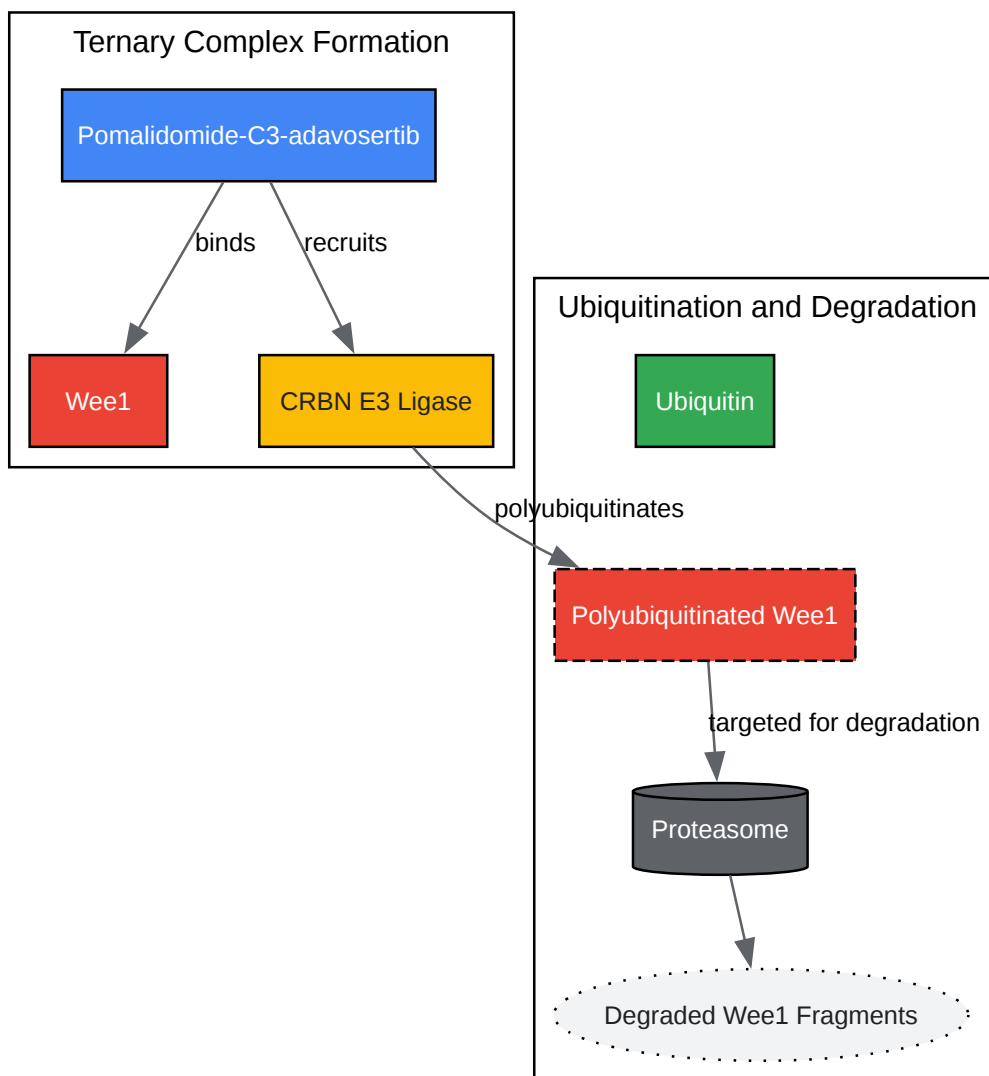 Ternary Complex Formation
Pomalidomide-C3-adavosertib
binds
recruits
Wee1
CRBN E3 Ligase
Ubiquitination and Degradation
Ubiquitin
polyubiquitinates
Polyubiquitinated Wee1
targeted for degradation
Proteasome
Degraded Wee1 Fragments